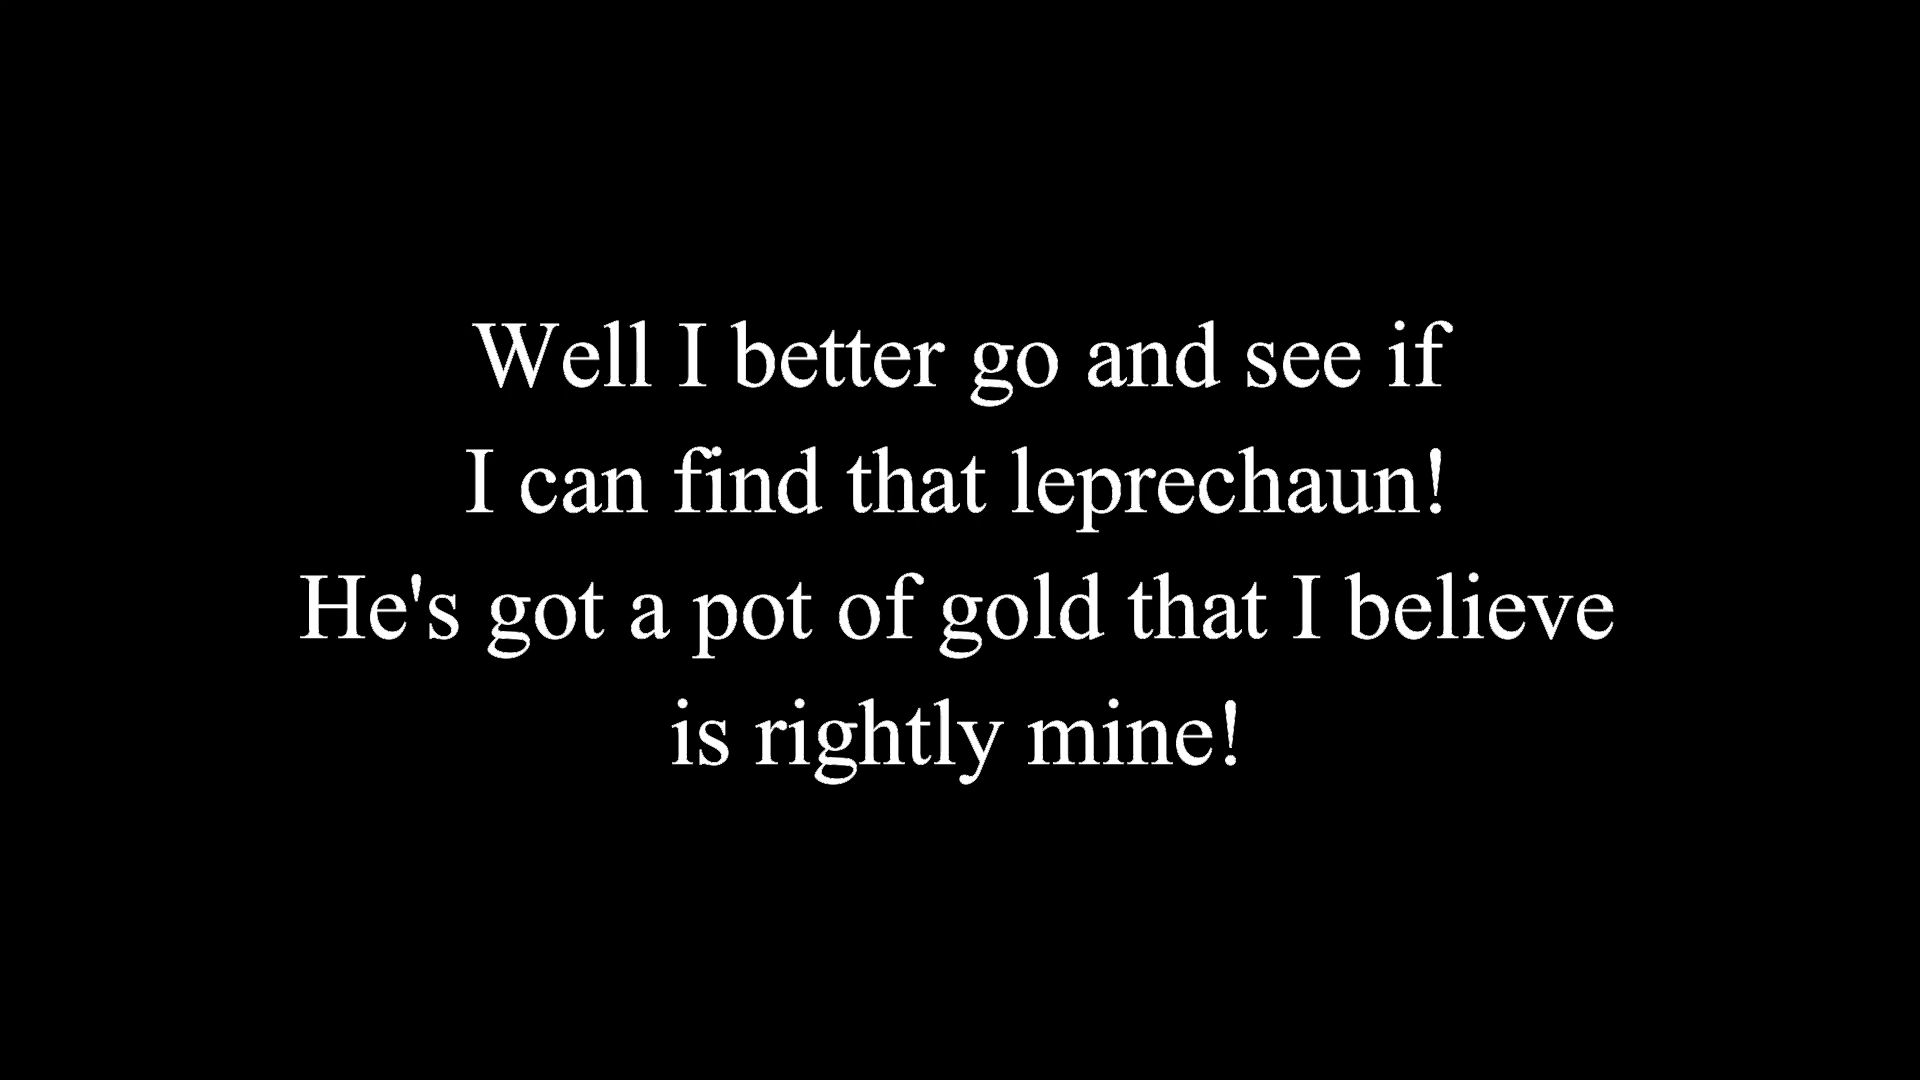 Well I better go and see if
I can find that leprechaun!
He's got a pot of gold that I believe
is rightly mine!